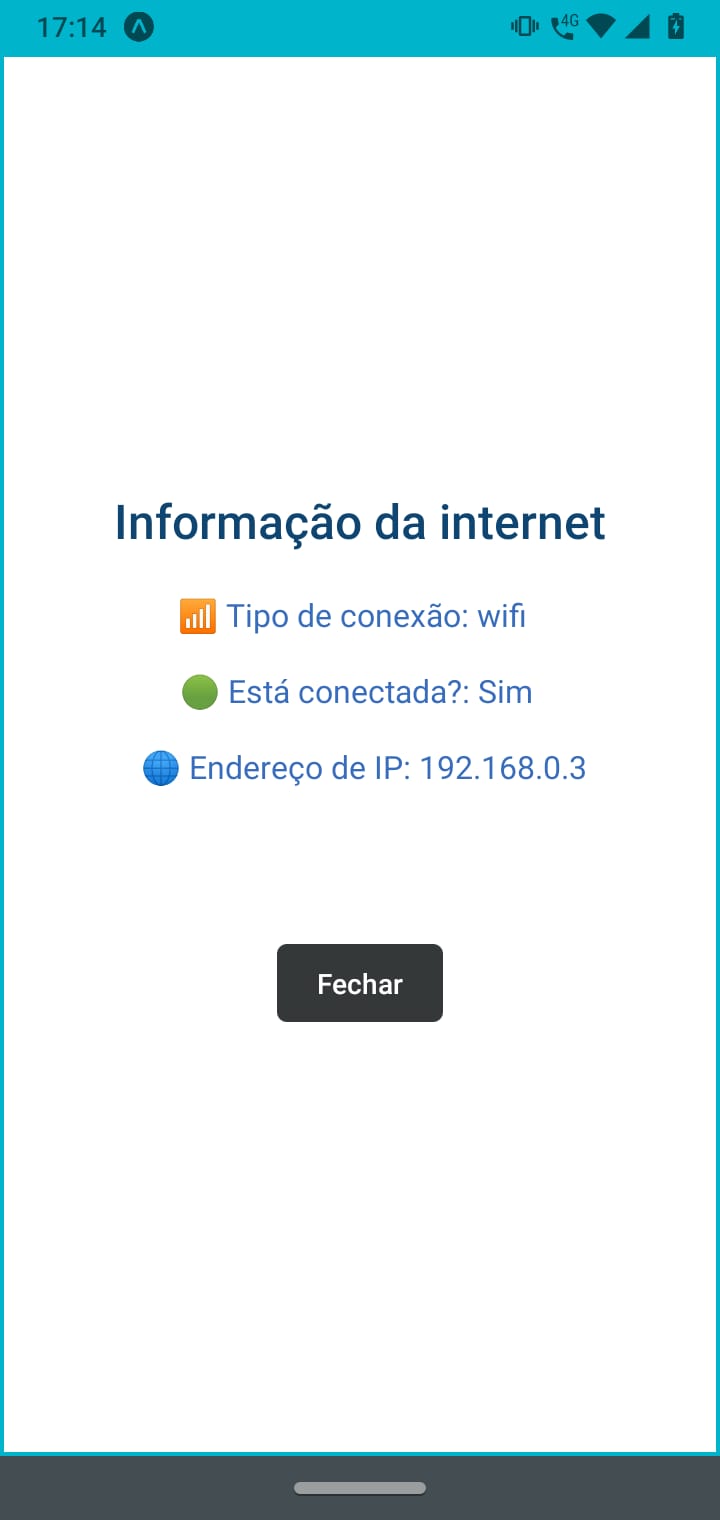 17:14
4G
Informação da internet
📶 Tipo de conexão: wifi
🟢 Está conectada?: Sim
🌐 Endereço de IP: 192.168.0.3
Fechar